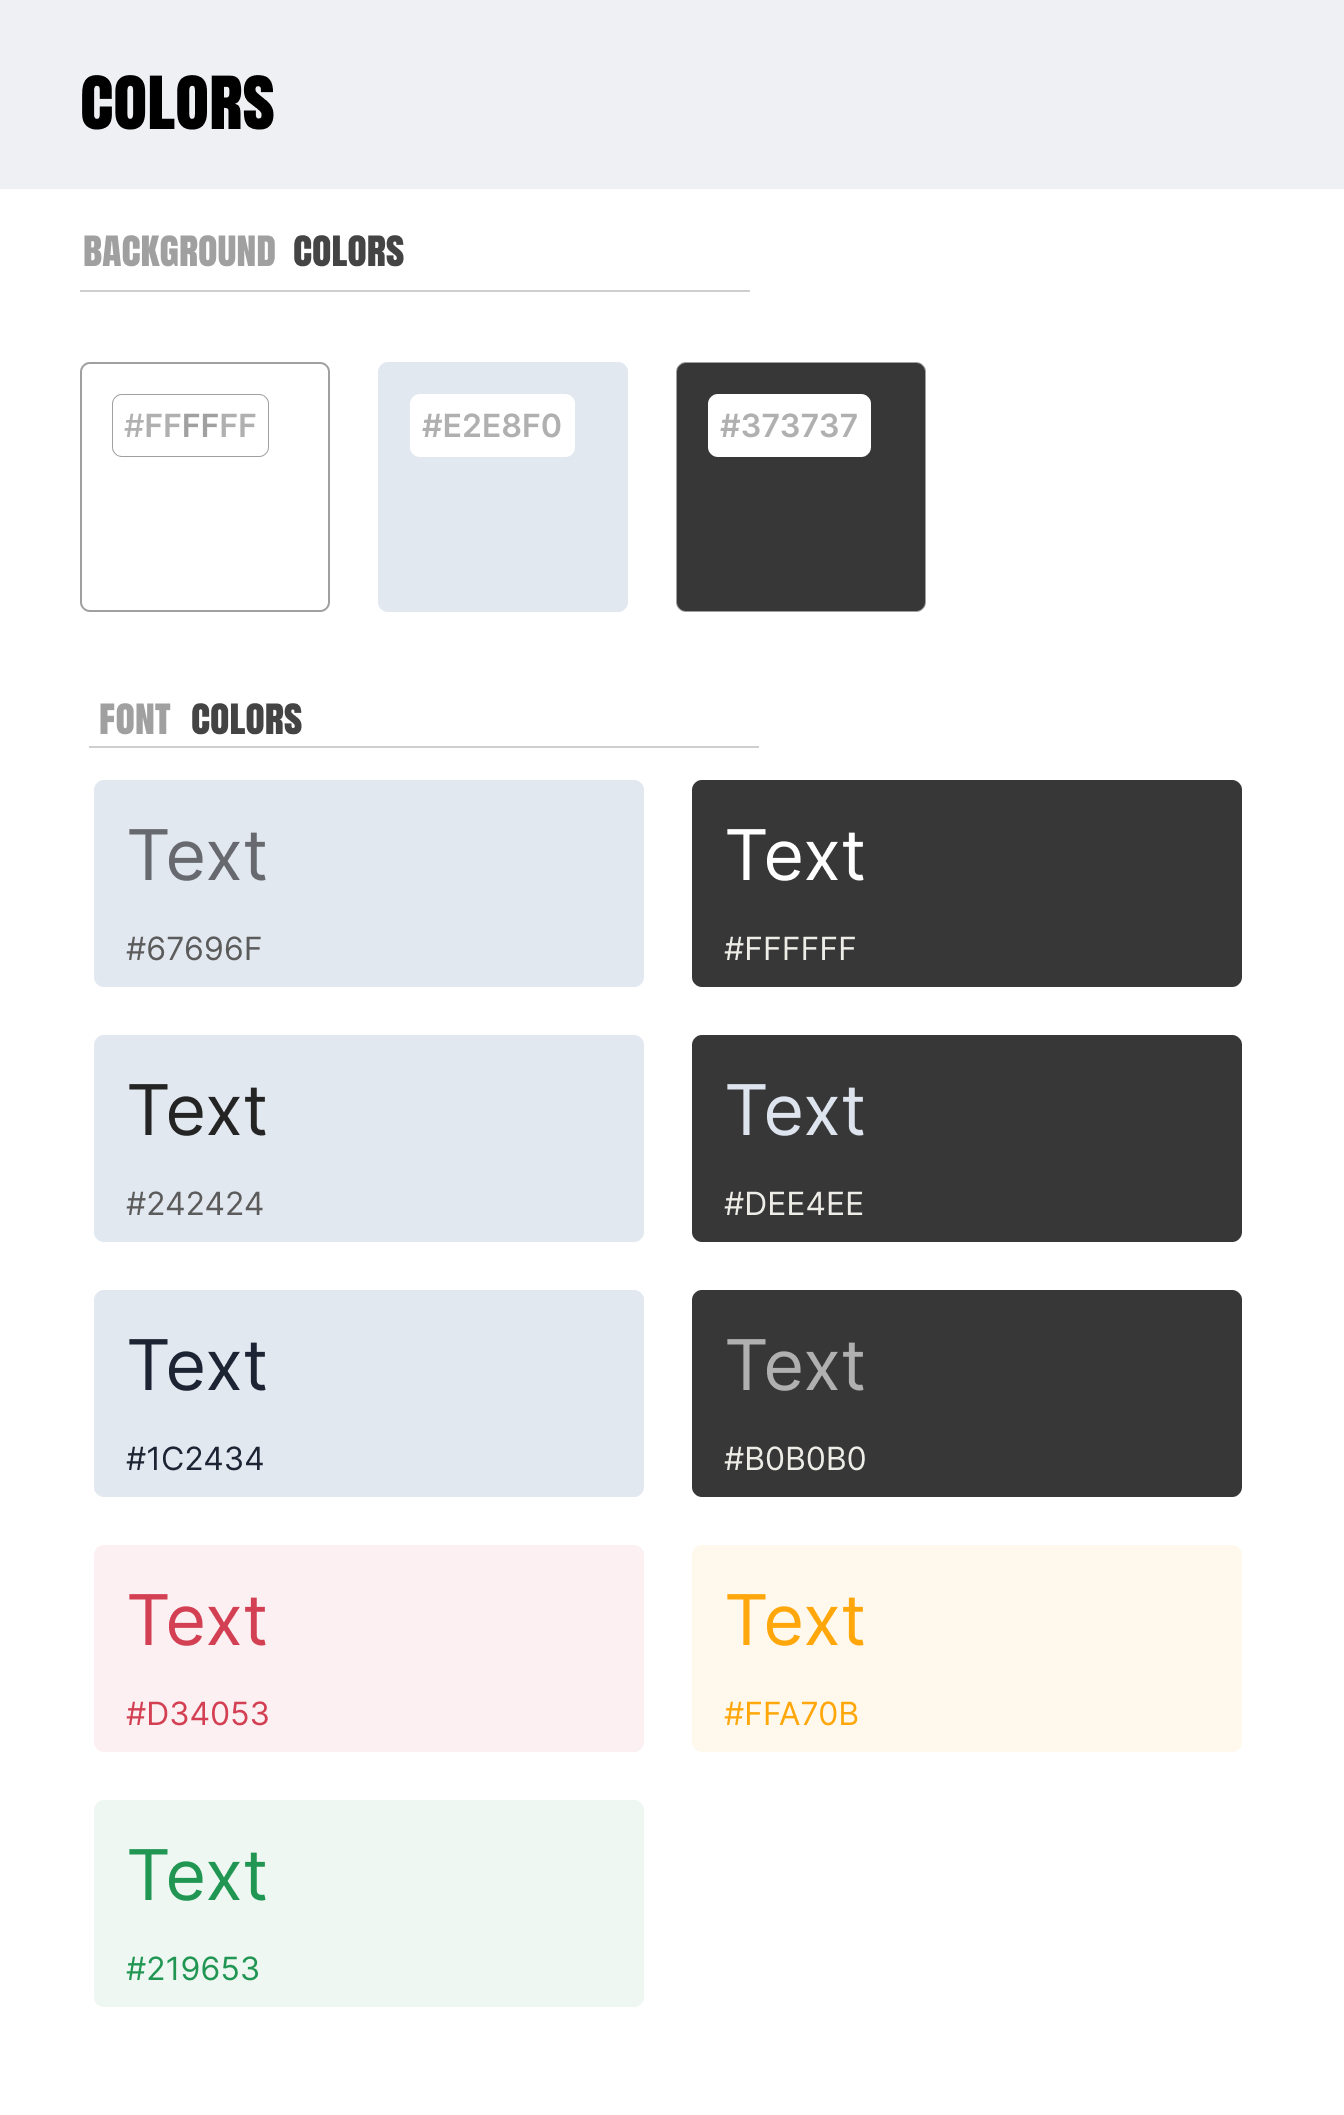 COLORS
BACKGROUND COLORS
#FFFFFF #E2E8F0 #373737
FONT COLORS
Text Text
#67696F #FFFFFF
Text Text
#242424 #DEE4EE
Text Text
#1C2434 #B0B0B0
Text Text
#D34053 #FFA70B
Text
#219653